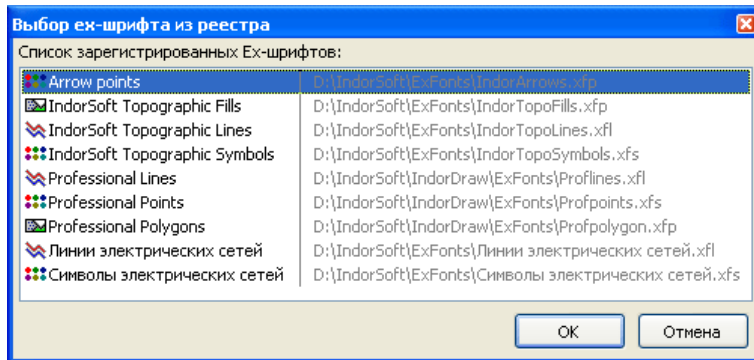 Выбор ex-шрифта из реестра
Список зарегистрированных Ex-шрифтов:
Arrow points D:\IndorSoft\ExFonts\IndorArrows.xfp
IndorSoft Topographic Fills D:\IndorSoft\ExFonts\IndorTopoFills.xfp
IndorSoft Topographic Lines D:\IndorSoft\ExFonts\IndorTopoLines.xfl
IndorSoft Topographic Symbols D:\IndorSoft\ExFonts\IndorTopoSymbols.xfs
Professional Lines D:\IndorSoft\IndorDraw\ExFonts\Proflines.xfl
Professional Points D:\IndorSoft\IndorDraw\ExFonts\Profpoints.xfs
Professional Polygons D:\IndorSoft\IndorDraw\ExFonts\Profpolygon.xfp
Линии электрических сетей D:\IndorSoft\ExFonts\Линии электрических сетей.xfl
Символы электрических сетей D:\IndorSoft\ExFonts\Символы электрических сетей.xfs
OK Отмена